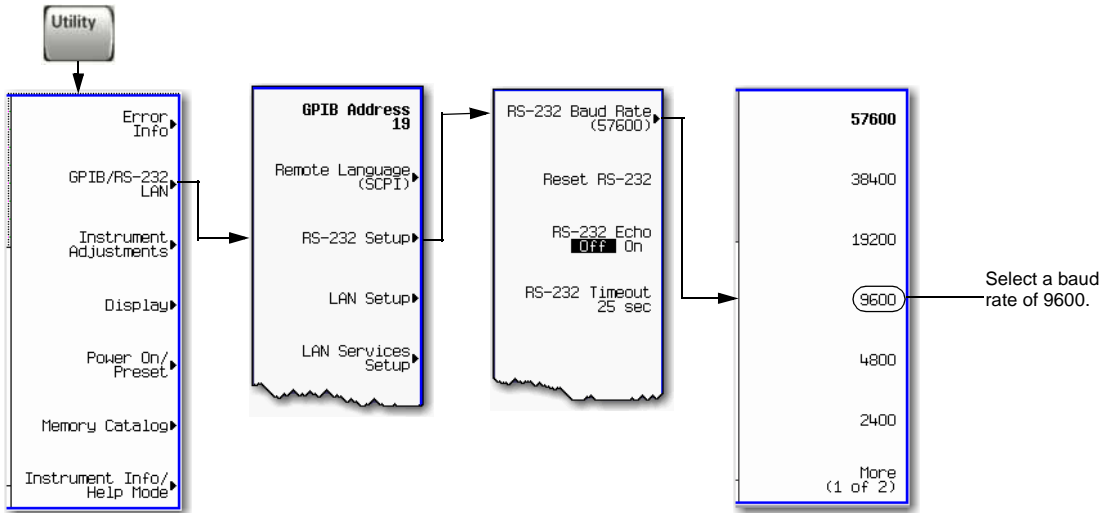 Utility
Error
Info
GPIB/RS-232
LAN
Instrument
Adjustments
Display
Power On/
Preset
Memory Catalog
Instrument Info/
Help Mode
GPIB Address
19
Remote Language
(SCPI)
RS-232 Setup
LAN Setup
LAN Services
Setup
RS-232 Baud Rate
(57600)
Reset RS-232
RS-232 Echo
Off On
RS-232 Timeout
25 sec
57600
38400
19200
9600
4800
2400
More
(1 of 2)
Select a baud
rate of 9600.